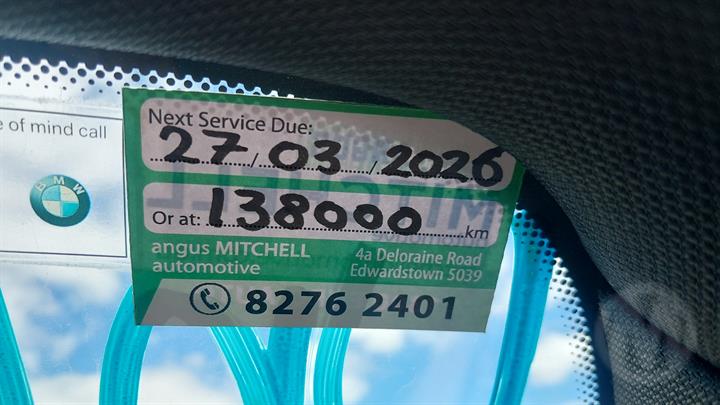 e of mind call
BMW
Next Service Due:
27/03/2026
Or at: 138000 km
angus MITCHELL
automotive
4a Deloraine Road
Edwardstown 5039
8276 2401